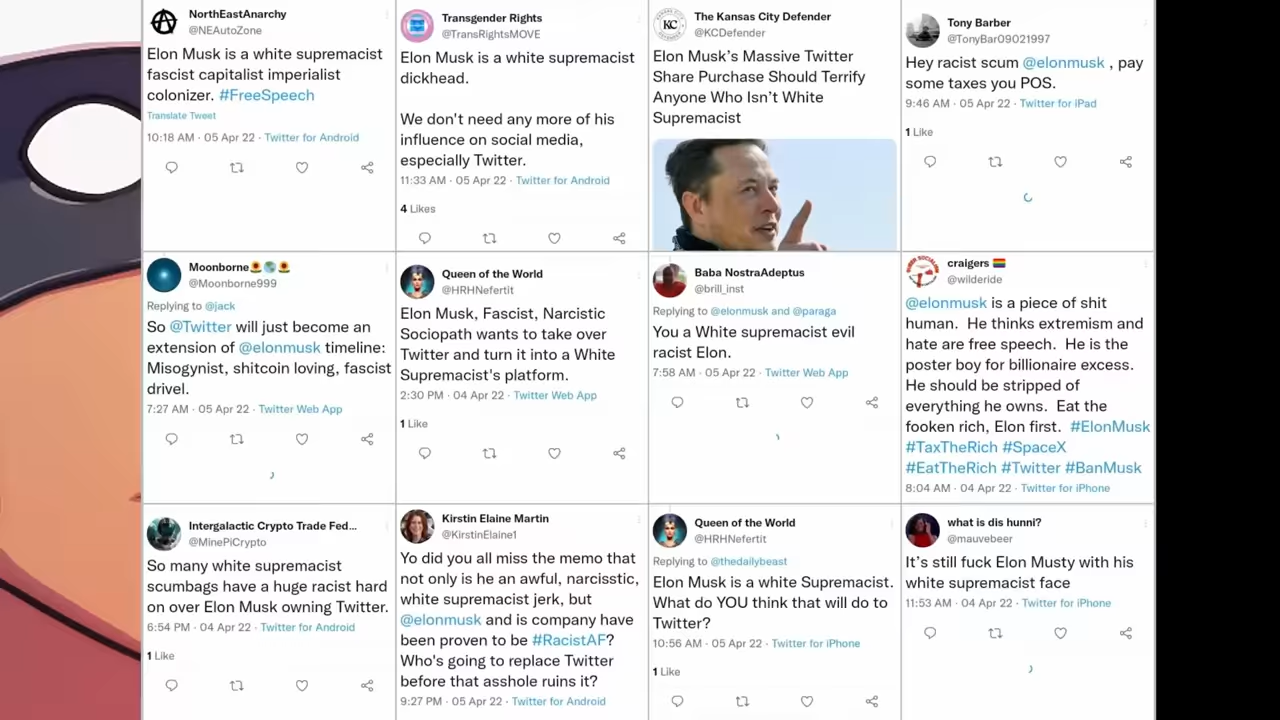 NorthEastAnarchy
@NEAutoZone
Elon Musk is a white supremacist
fascist capitalist imperialist
colonizer. #FreeSpeech
Translate Tweet
10:18 AM · 05 Apr 22 · Twitter for Android
Transgender Rights
@TransRightsMOVE
Elon Musk is a white supremacist
dickhead.
We don't need any more of his
influence on social media,
especially Twitter.
11:33 AM · 05 Apr 22 · Twitter for Android
4 Likes
KC
The Kansas City Defender
@KCDefender
Elon Musk's Massive Twitter
Share Purchase Should Terrify
Anyone Who Isn't White
Supremacist
Tony Barber
@TonyBar09021997
Hey racist scum @elonmusk , pay
some taxes you POS.
9:46 AM · 05 Apr 22 · Twitter for iPad
1 Like
Moonborne🌻🌎🌻
@Moonborne999
Replying to @jack
So @Twitter will just become an
extension of @elonmusk timeline:
Misogynist, shitcoin loving, fascist
drivel.
7:27 AM · 05 Apr 22 · Twitter Web App
Queen of the World
@HRHNefertit
Elon Musk, Fascist, Narcistic
Sociopath wants to take over
Twitter and turn it into a White
Supremacist's platform.
2:30 PM · 04 Apr 22 · Twitter Web App
1 Like
Baba NostraAdeptus
@brill_inst
Replying to @elonmusk and @paraga
You a White supremacist evil
racist Elon.
7:58 AM · 05 Apr 22 · Twitter Web App
craigers 🏳️‍🌈
@wilderide
@elonmusk is a piece of shit
human. He thinks extremism and
hate are free speech. He is the
poster boy for billionaire excess.
He should be stripped of
everything he owns. Eat the
fooken rich, Elon first. #ElonMusk
#TaxTheRich #SpaceX
#EatTheRich #Twitter #BanMusk
8:04 AM · 04 Apr 22 · Twitter for iPhone
Intergalactic Crypto Trade Fed...
@MinePiCrypto
So many white supremacist
scumbags have a huge racist hard
on over Elon Musk owning Twitter.
6:54 PM · 04 Apr 22 · Twitter for Android
1 Like
Kirstin Elaine Martin
@KirstinElaine1
Yo did you all miss the memo that
not only is he an awful, narcisstic,
white supremacist jerk, but
@elonmusk and is company have
been proven to be #RacistAF?
Who's going to replace Twitter
before that asshole ruins it?
9:27 PM · 05 Apr 22 · Twitter for Android
Queen of the World
@HRHNefertit
Replying to @thedailybeast
Elon Musk is a white Supremacist.
What do YOU think that will do to
Twitter?
10:56 AM · 05 Apr 22 · Twitter for iPhone
1 Like
what is dis hunni?
@mauvebeer
It's still fuck Elon Musty with his
white supremacist face
11:53 AM · 04 Apr 22 · Twitter for iPhone